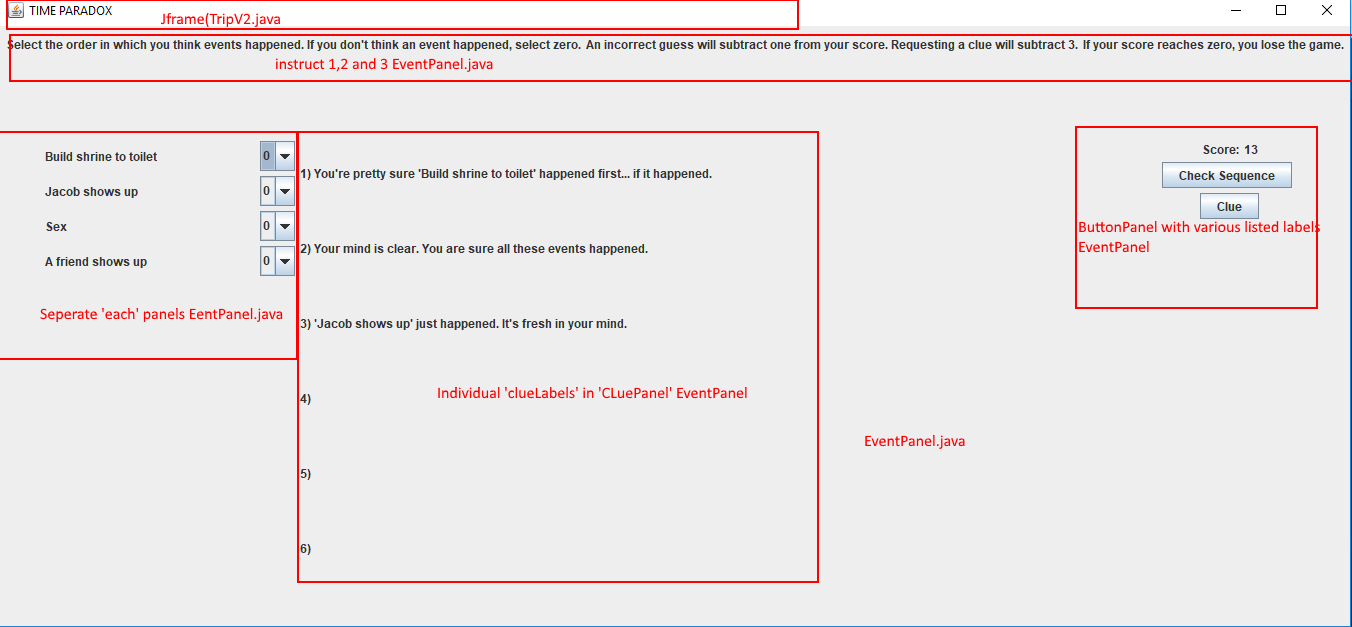 TIME PARADOX
Jframe(TripV2.java
Select the order in which you think events happened. If you don't think an event happened, select zero. An incorrect guess will subtract one from your score. Requesting a clue will subtract 3. If your score reaches zero, you lose the game.
instruct 1,2 and 3 EventPanel.java
Build shrine to toilet 0
Jacob shows up 0
Sex 0
A friend shows up 0
Seperate 'each' panels EentPanel.java
1) You're pretty sure 'Build shrine to toilet' happened first... if it happened.
2) Your mind is clear. You are sure all these events happened.
3) 'Jacob shows up' just happened. It's fresh in your mind.
Individual 'clueLabels' in 'CLuePanel' EventPanel
4)
5)
6)
EventPanel.java
Score: 13
Check Sequence
Clue
ButtonPanel with various listed labels
EventPanel